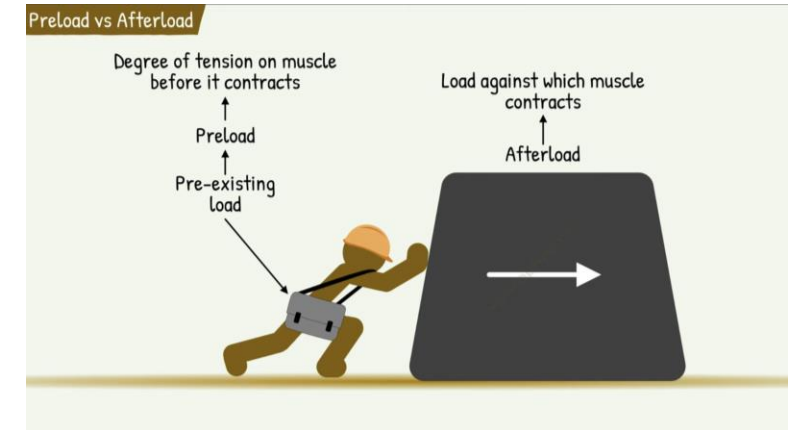 Preload vs Afterload
Degree of tension on muscle
before it contracts
Preload
Pre-existing
load
Load against which muscle
contracts
Afterload